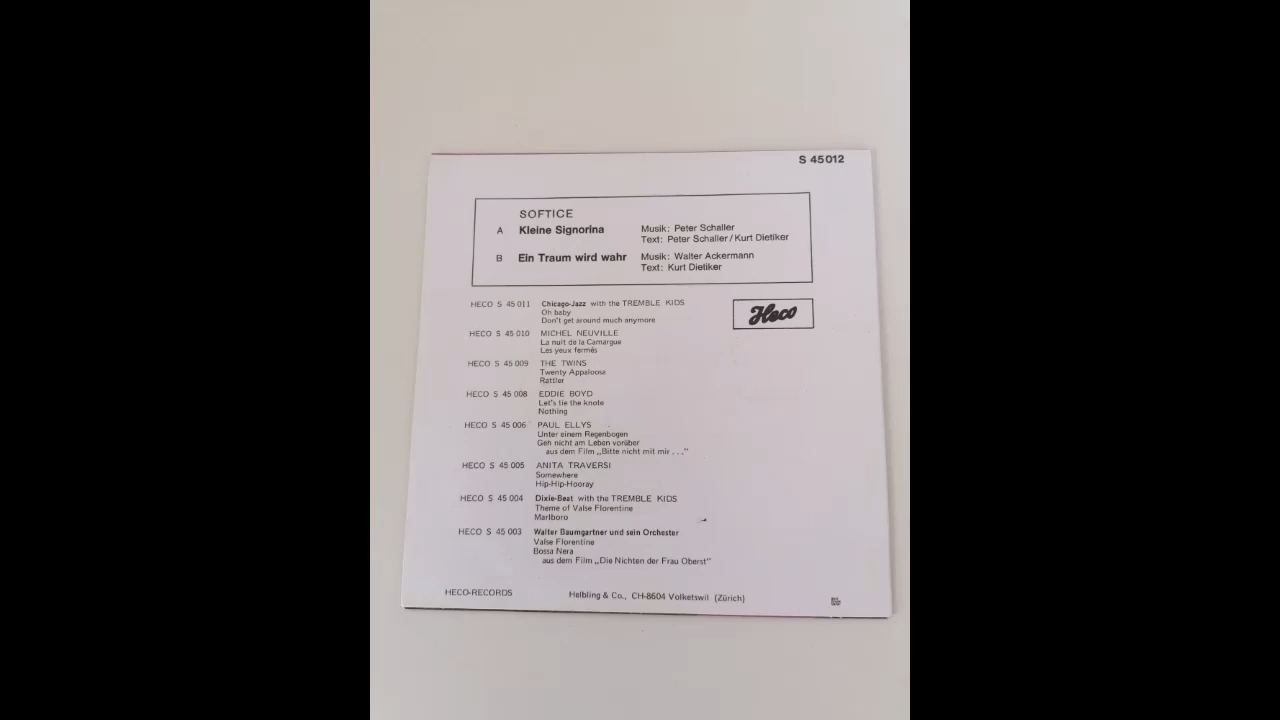 S 45012
SOFTICE
A Kleine Signorina Musik: Peter Schaller
Text: Peter Schaller/Kurt Dietiker
B Ein Traum wird wahr Musik: Walter Ackermann
Text: Kurt Dietiker
Heco
HECO S 45 011 Chicago-Jazz with the TREMBLE KIDS
Oh baby
Don't get around much anymore
HECO S 45 010 MICHEL NEUVILLE
La nuit de la Camargue
Les yeux fermés
HECO S 45 009 THE TWINS
Twenty Appaloosa
Rattler
HECO S 45 008 EDDIE BOYD
Let's tie the knote
Nothing
HECO S 45 006 PAUL ELLYS
Unter einem Regenbogen
Geh nicht am Leben vorüber
aus dem Film „Bitte nicht mit mir . . ."
HECO S 45 005 ANITA TRAVERSI
Somewhere
Hip-Hip-Hooray
HECO S 45 004 Dixie-Beat with the TREMBLE KIDS
Theme of Valse Florentine
Marlboro
HECO S 45 003 Walter Baumgartner und sein Orchester
Valse Florentine
Bossa Nera
aus dem Film „Die Nichten der Frau Oberst"
HECO-RECORDS Helbling & Co., CH-8604 Volketswil (Zürich)